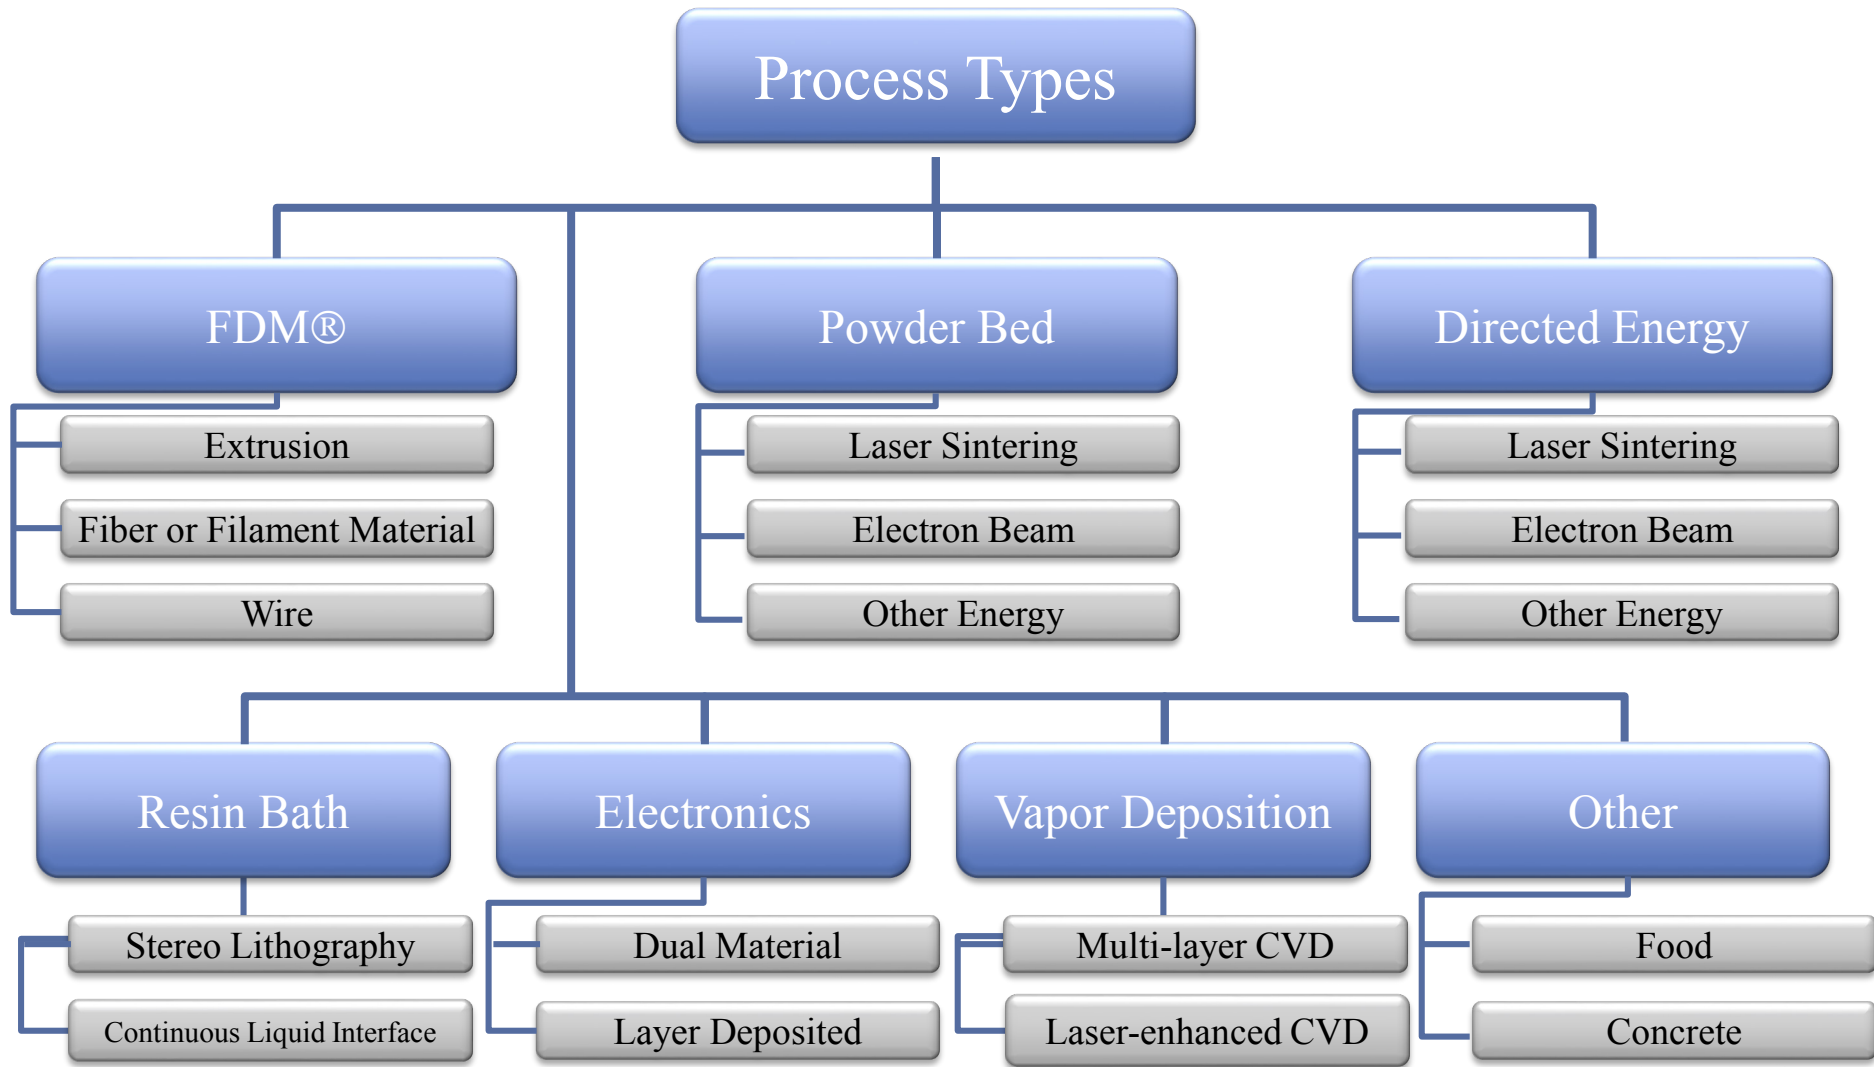 Process Types
FDM®
Powder Bed
Directed Energy
Extrusion
Fiber or Filament Material
Wire
Laser Sintering
Electron Beam
Other Energy
Laser Sintering
Electron Beam
Other Energy
Resin Bath
Electronics
Vapor Deposition
Other
Stereo Lithography
Continuous Liquid Interface
Dual Material
Layer Deposited
Multi-layer CVD
Laser-enhanced CVD
Food
Concrete